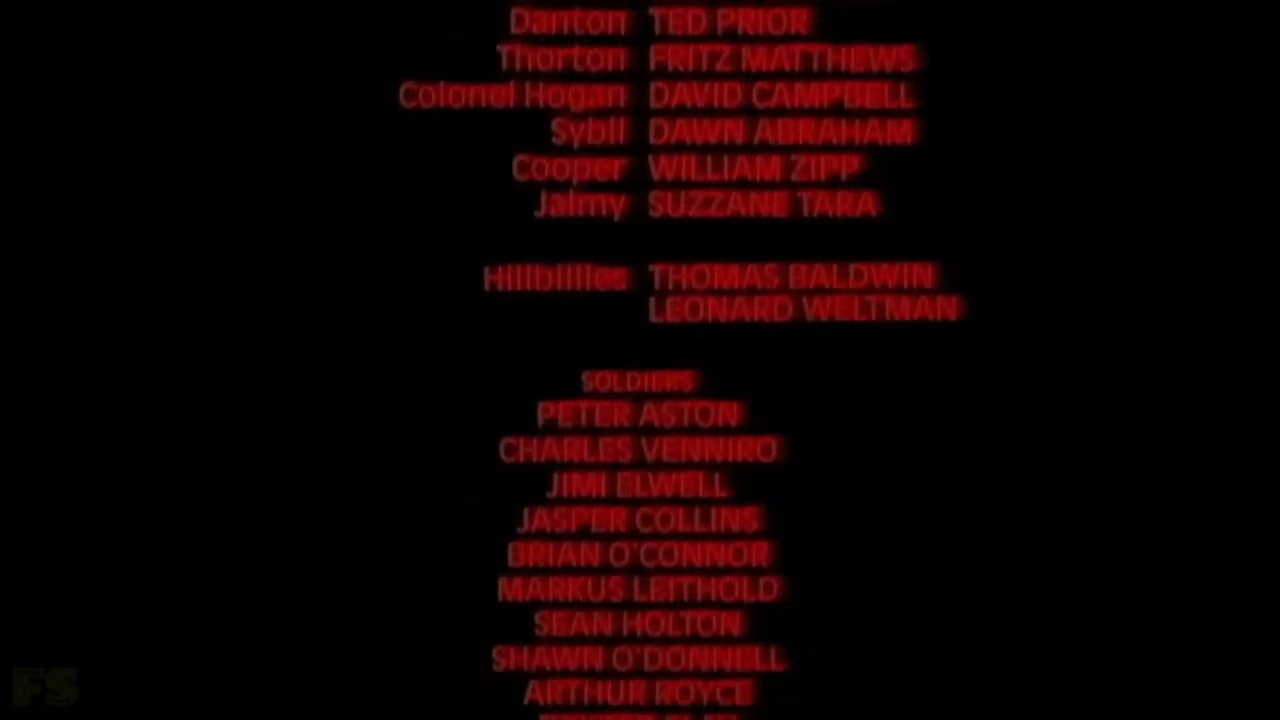 Danton TED PRIOR
Thorton FRITZ MATTHEWS
Colonel Hogan DAVID CAMPBELL
Sybil DAWN ABRAHAM
Cooper WILLIAM ZIPP
Jaimy SUZZANE TARA
Hillbillies THOMAS BALDWIN
LEONARD WELTMAN
SOLDIERS
PETER ASTON
CHARLES VENNIRO
JIMI ELWELL
JASPER COLLINS
BRIAN O'CONNOR
MARKUS LEITHOLD
SEAN HOLTON
SHAWN O'DONNELL
ARTHUR ROYCE
FS